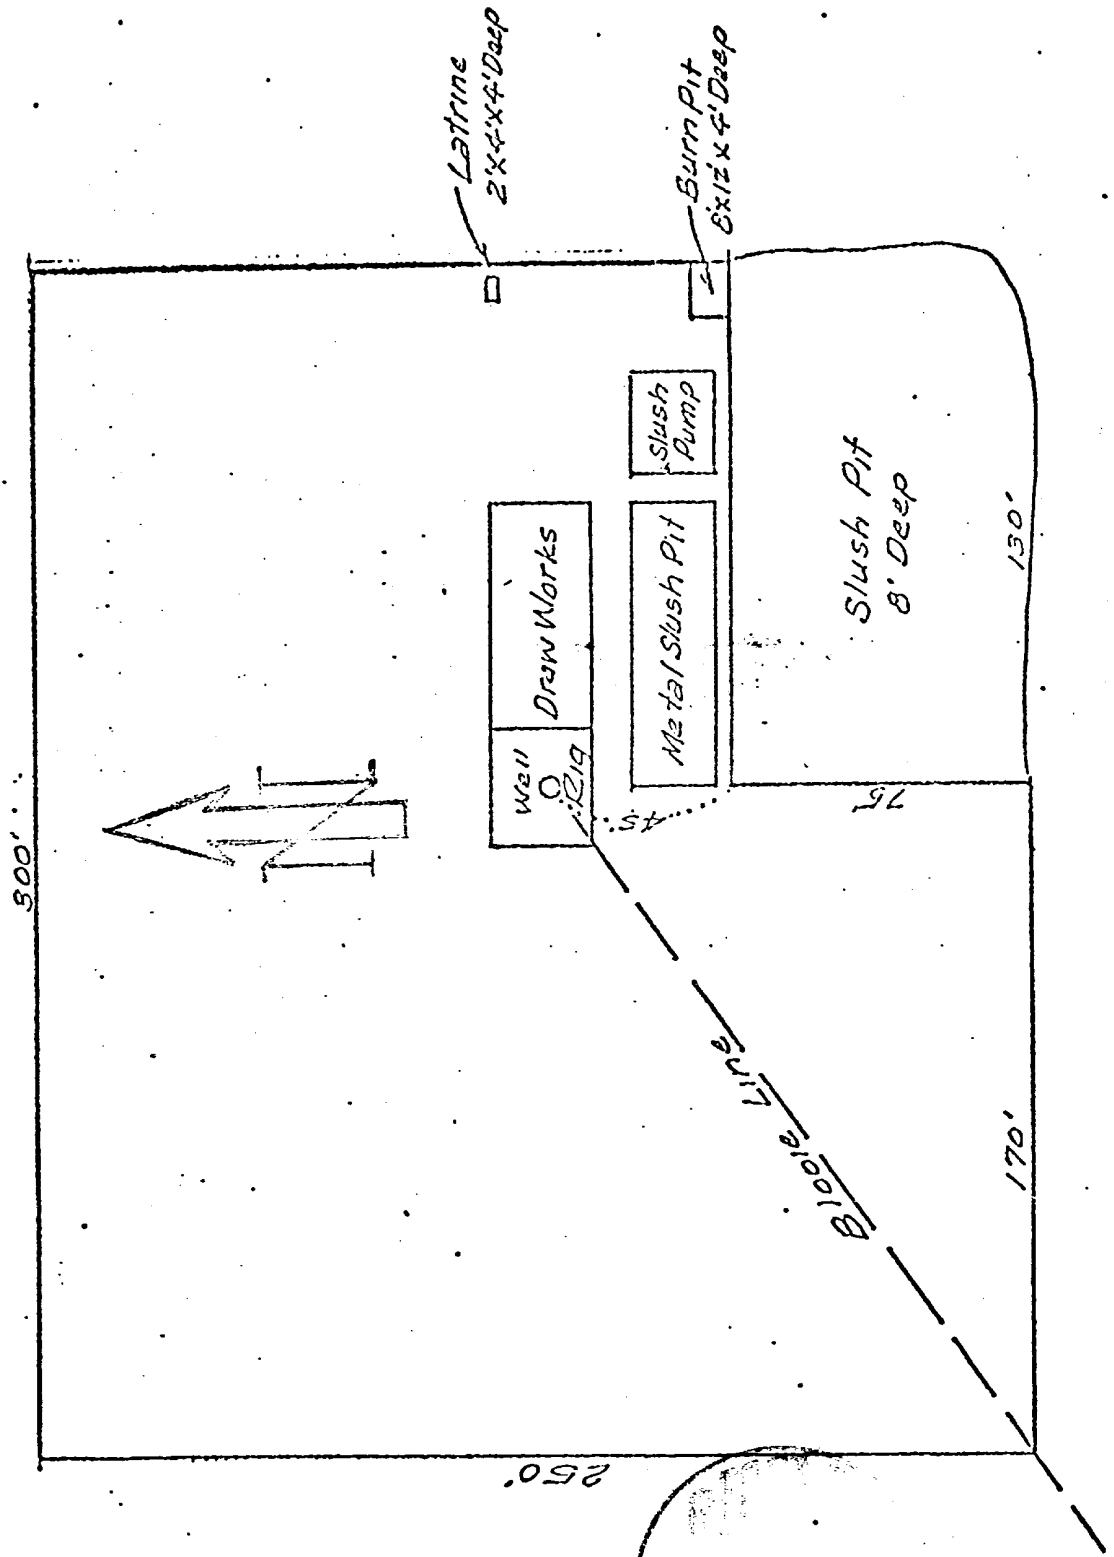 300'
N
Latrine
2'x4'x4' Deep
Burn Pit
8'x12'x4' Deep
Well
Rig
Draw Works
Slush
Pump
Metal Slush Pit
45'
75'
Slush Pit
8' Deep
130'
170'
250'
Blooie Line